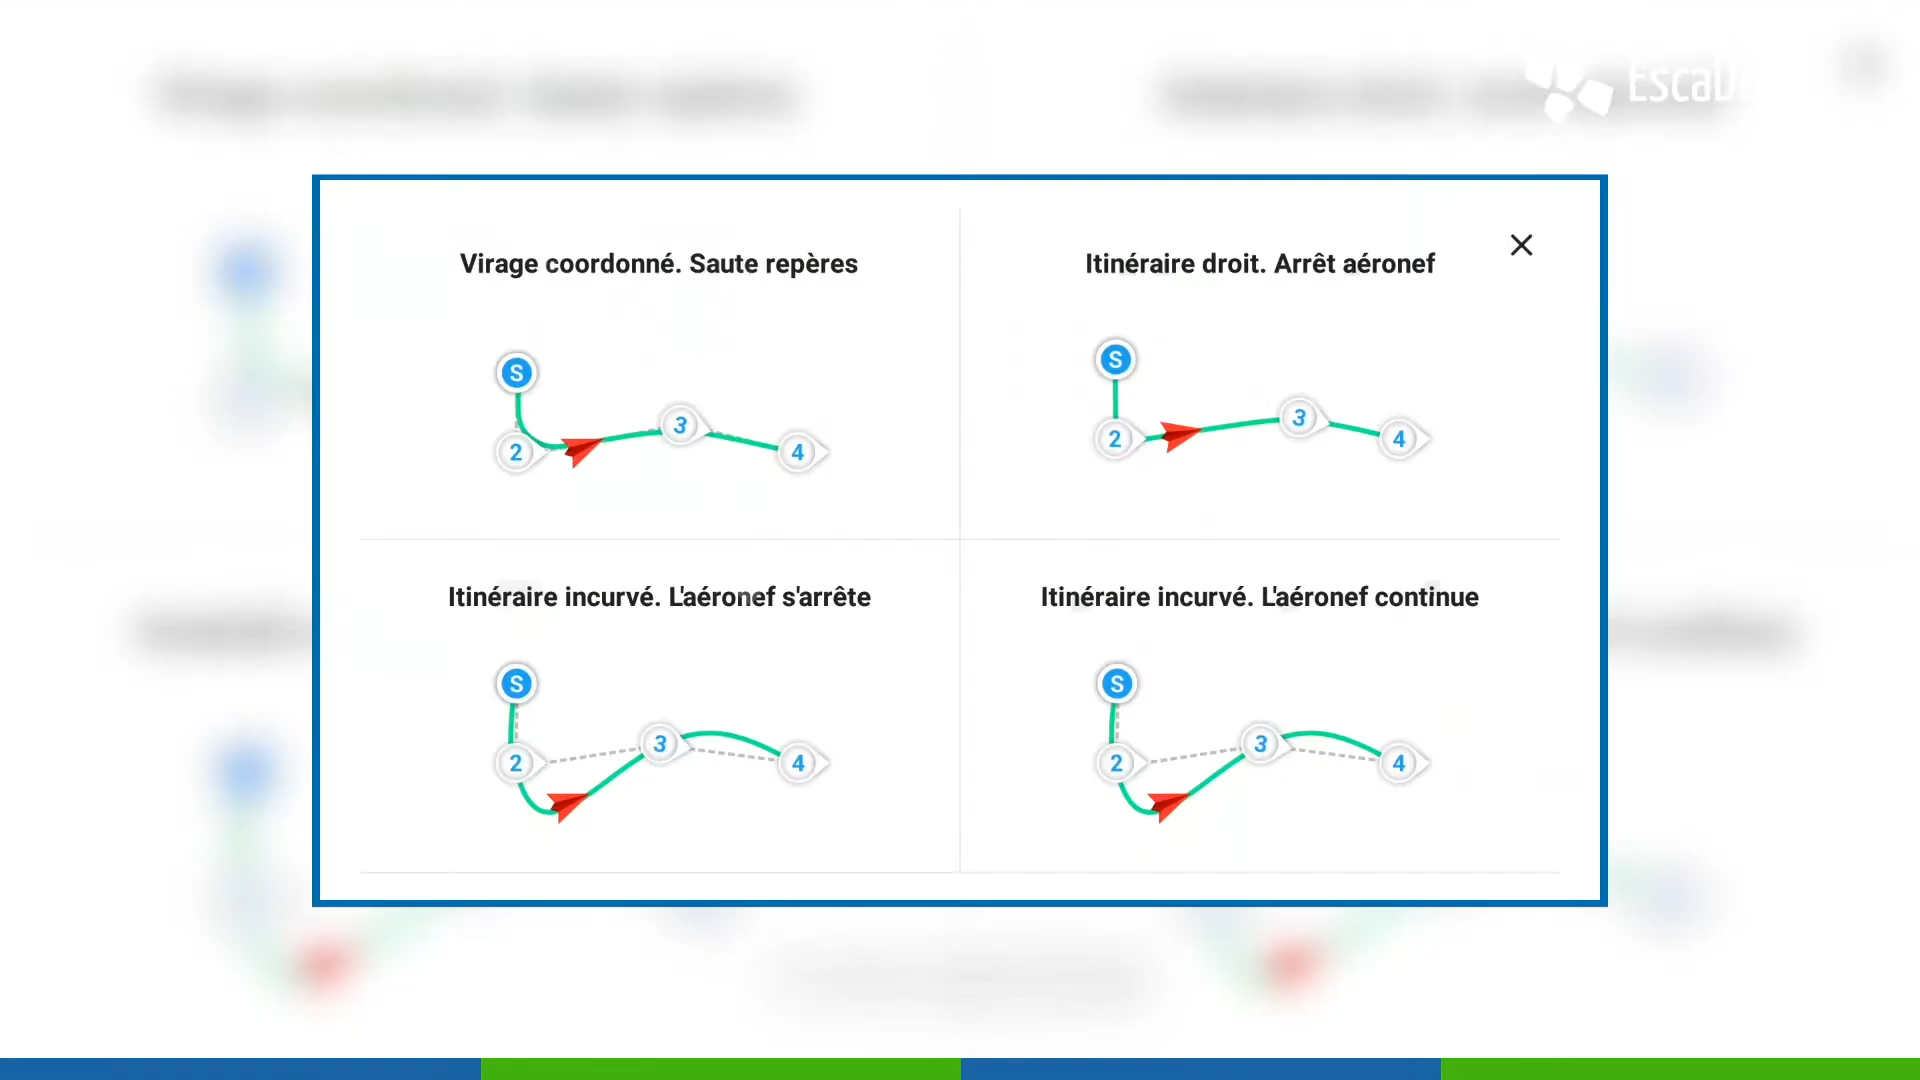 Virage coordonné. Saute repères
S
2
3
4
Itinéraire droit. Arrêt aéronef
S
2
3
4
Itinéraire incurvé. L'aéronef s'arrête
S
2
3
4
Itinéraire incurvé. L'aéronef continue
S
2
3
4